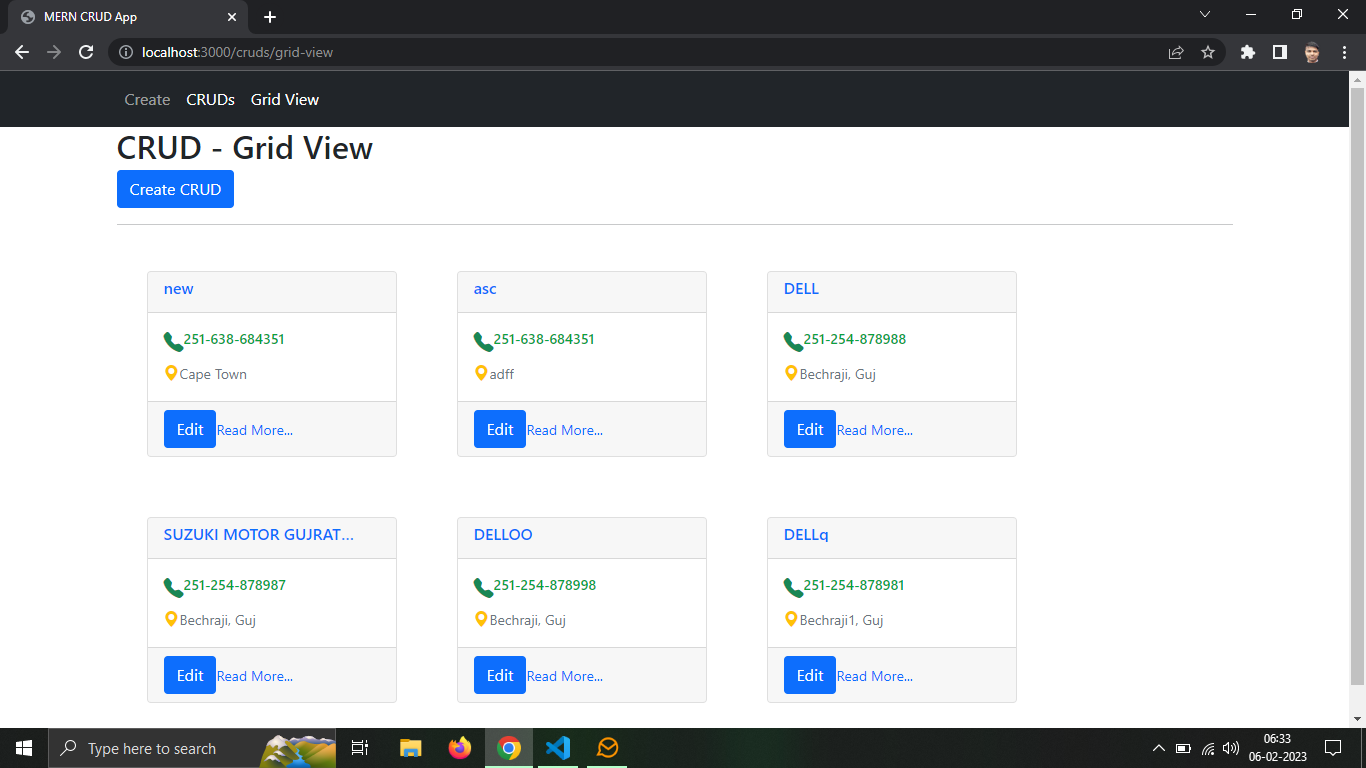 MERN CRUD App
localhost:3000/cruds/grid-view
Create CRUDs Grid View
CRUD - Grid View
Create CRUD
new
251-638-684351
Cape Town
Edit Read More...
asc
251-638-684351
adff
Edit Read More...
DELL
251-254-878988
Bechraji, Guj
Edit Read More...
SUZUKI MOTOR GUJRAT...
251-254-878987
Bechraji, Guj
Edit Read More...
DELLOO
251-254-878998
Bechraji, Guj
Edit Read More...
DELLq
251-254-878981
Bechraji1, Guj
Edit Read More...
Type here to search
06:33
06-02-2023